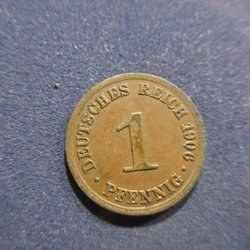 DEUTSCHES REICH 1906
1
· PFENNIG ·